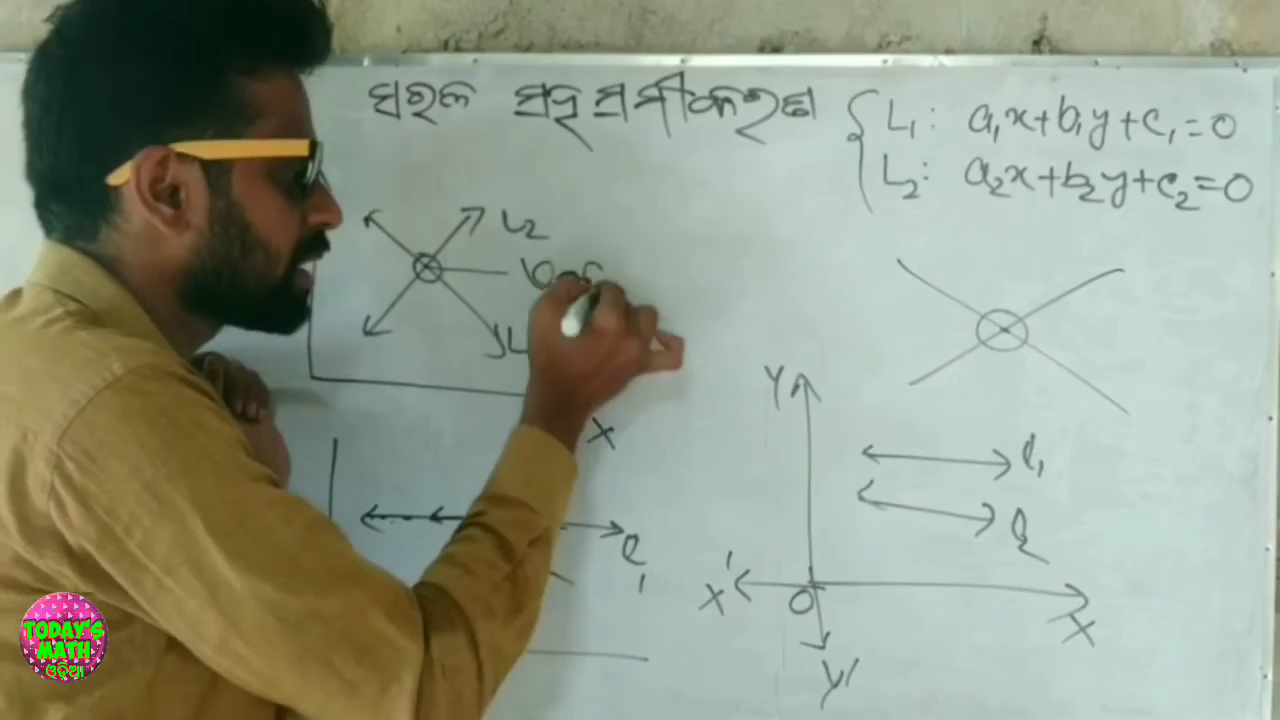 ସରଳ ସହସମୀକରଣ
L₁: a₁x+b₁y+c₁=0
L₂: a₂x+b₂y+c₂=0
L₂
L
X
Y
l₁
l₂
X'
O
X
Y'
l₁
TODAY'S
MATH
ଓଡ଼ିଆ